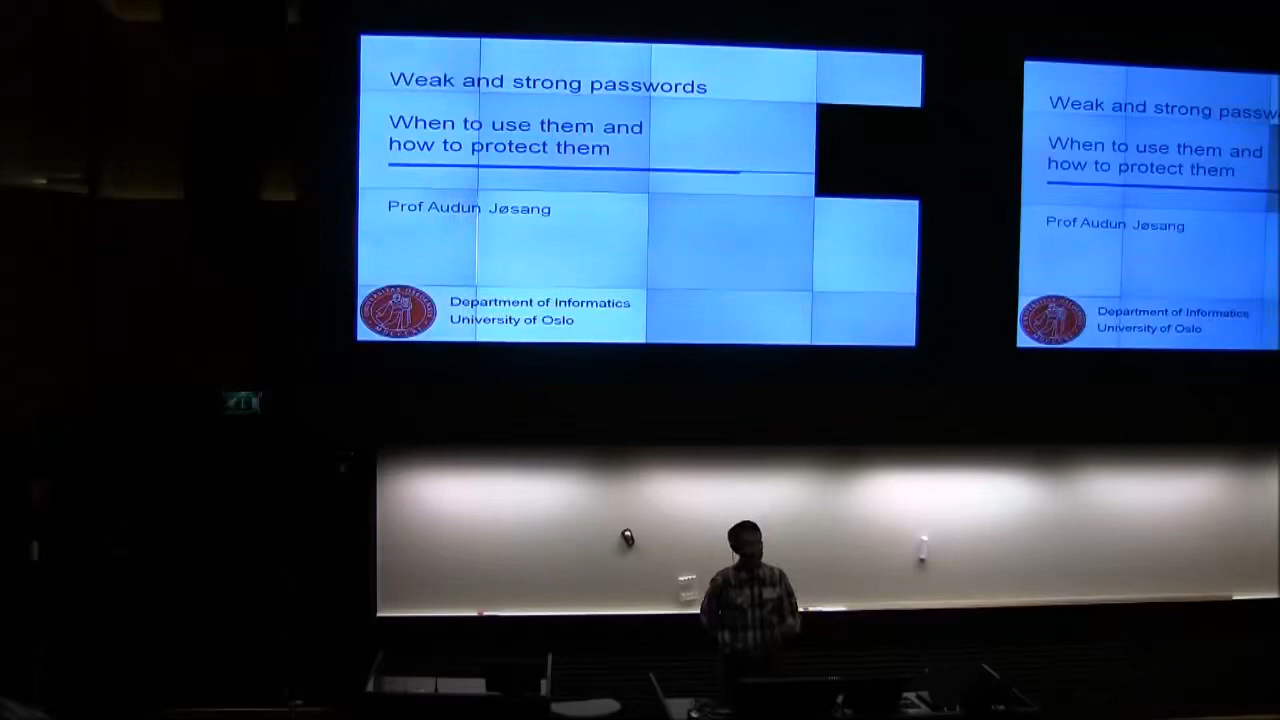 Weak and strong passwords
When to use them and
how to protect them
Prof Audun Jøsang
Department of Informatics
University of Oslo
Weak and strong passw
When to use them and
how to protect them
Prof Audun Jøsang
Department of Informatics
University of Oslo